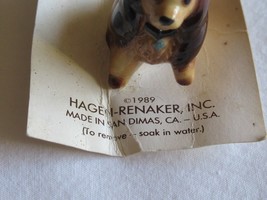 ©1989
HAGEN-RENAKER, INC.
MADE IN SAN DIMAS, CA. – U.S.A.
(To remove – soak in water.)